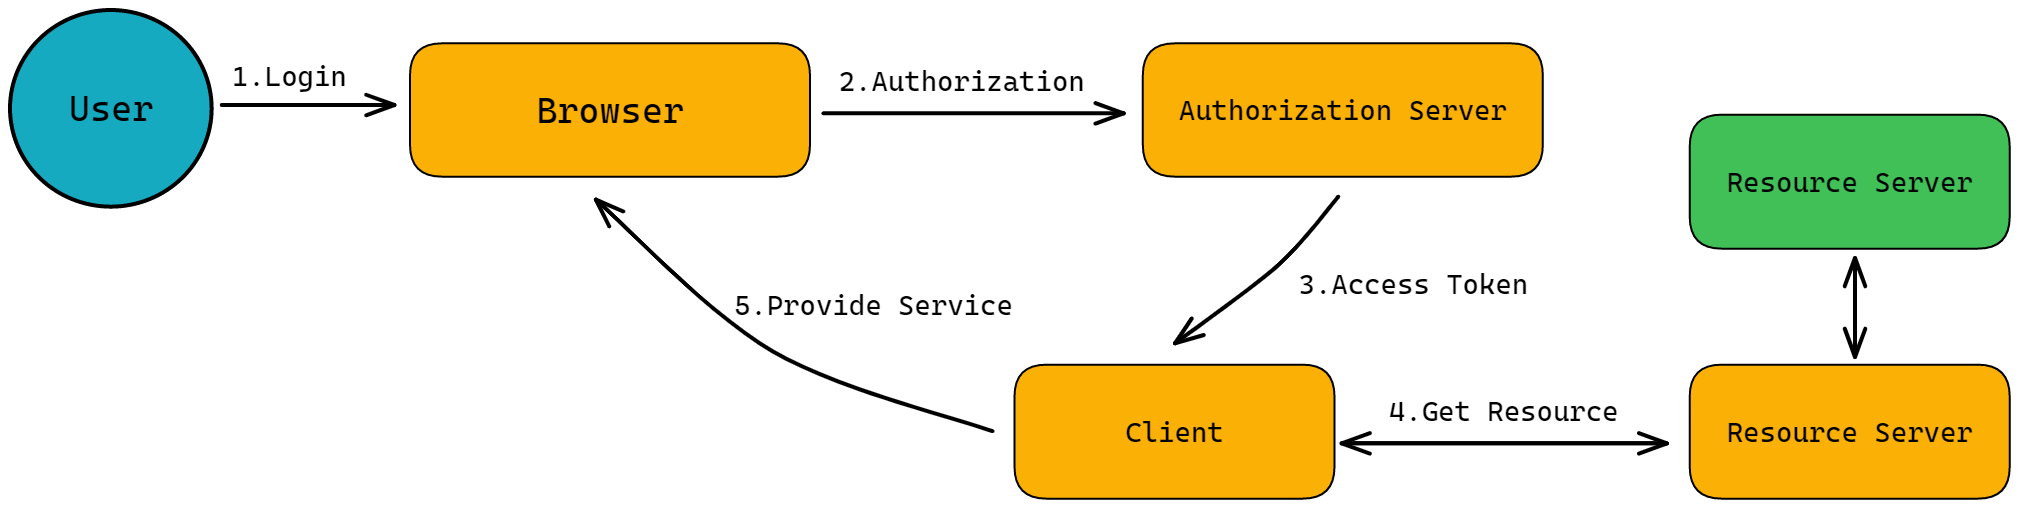 User
1.Login
Browser
2.Authorization
Authorization Server
Resource Server
3.Access Token
5.Provide Service
Client
4.Get Resource
Resource Server